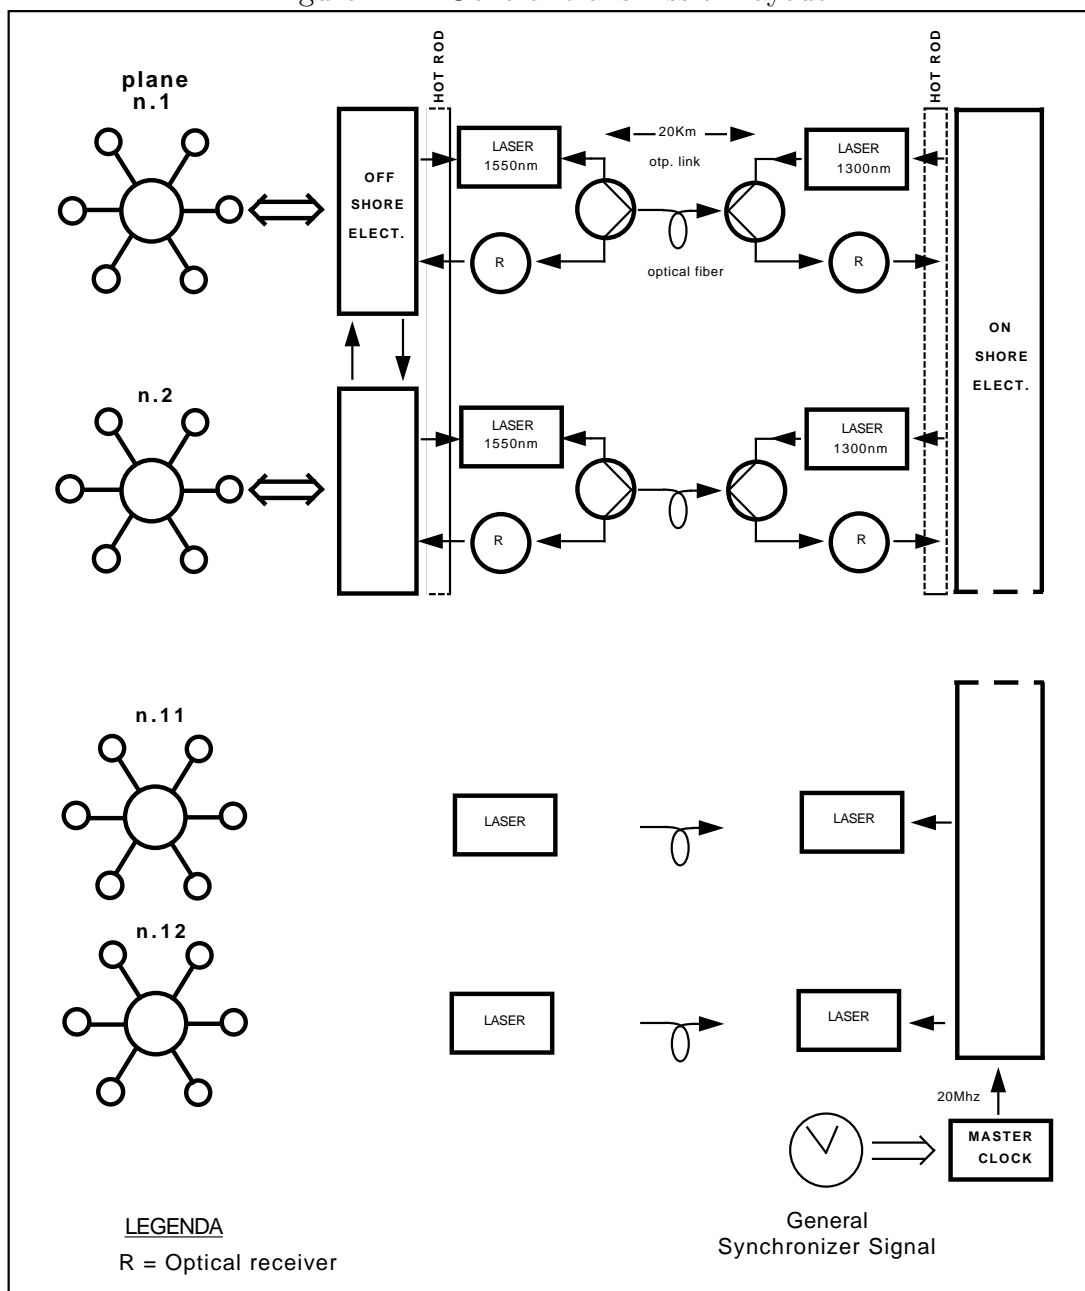 plane
n.1
HOT ROD
HOT ROD
OFF
SHORE
ELECT.
LASER
1550nm
20Km
otp. link
LASER
1300nm
R
optical fiber
R
ON
SHORE
ELECT.
n.2
LASER
1550nm
LASER
1300nm
R
R
n.11
LASER
LASER
n.12
LASER
LASER
20Mhz
MASTER
CLOCK
General
Synchronizer Signal
LEGENDA
R = Optical receiver